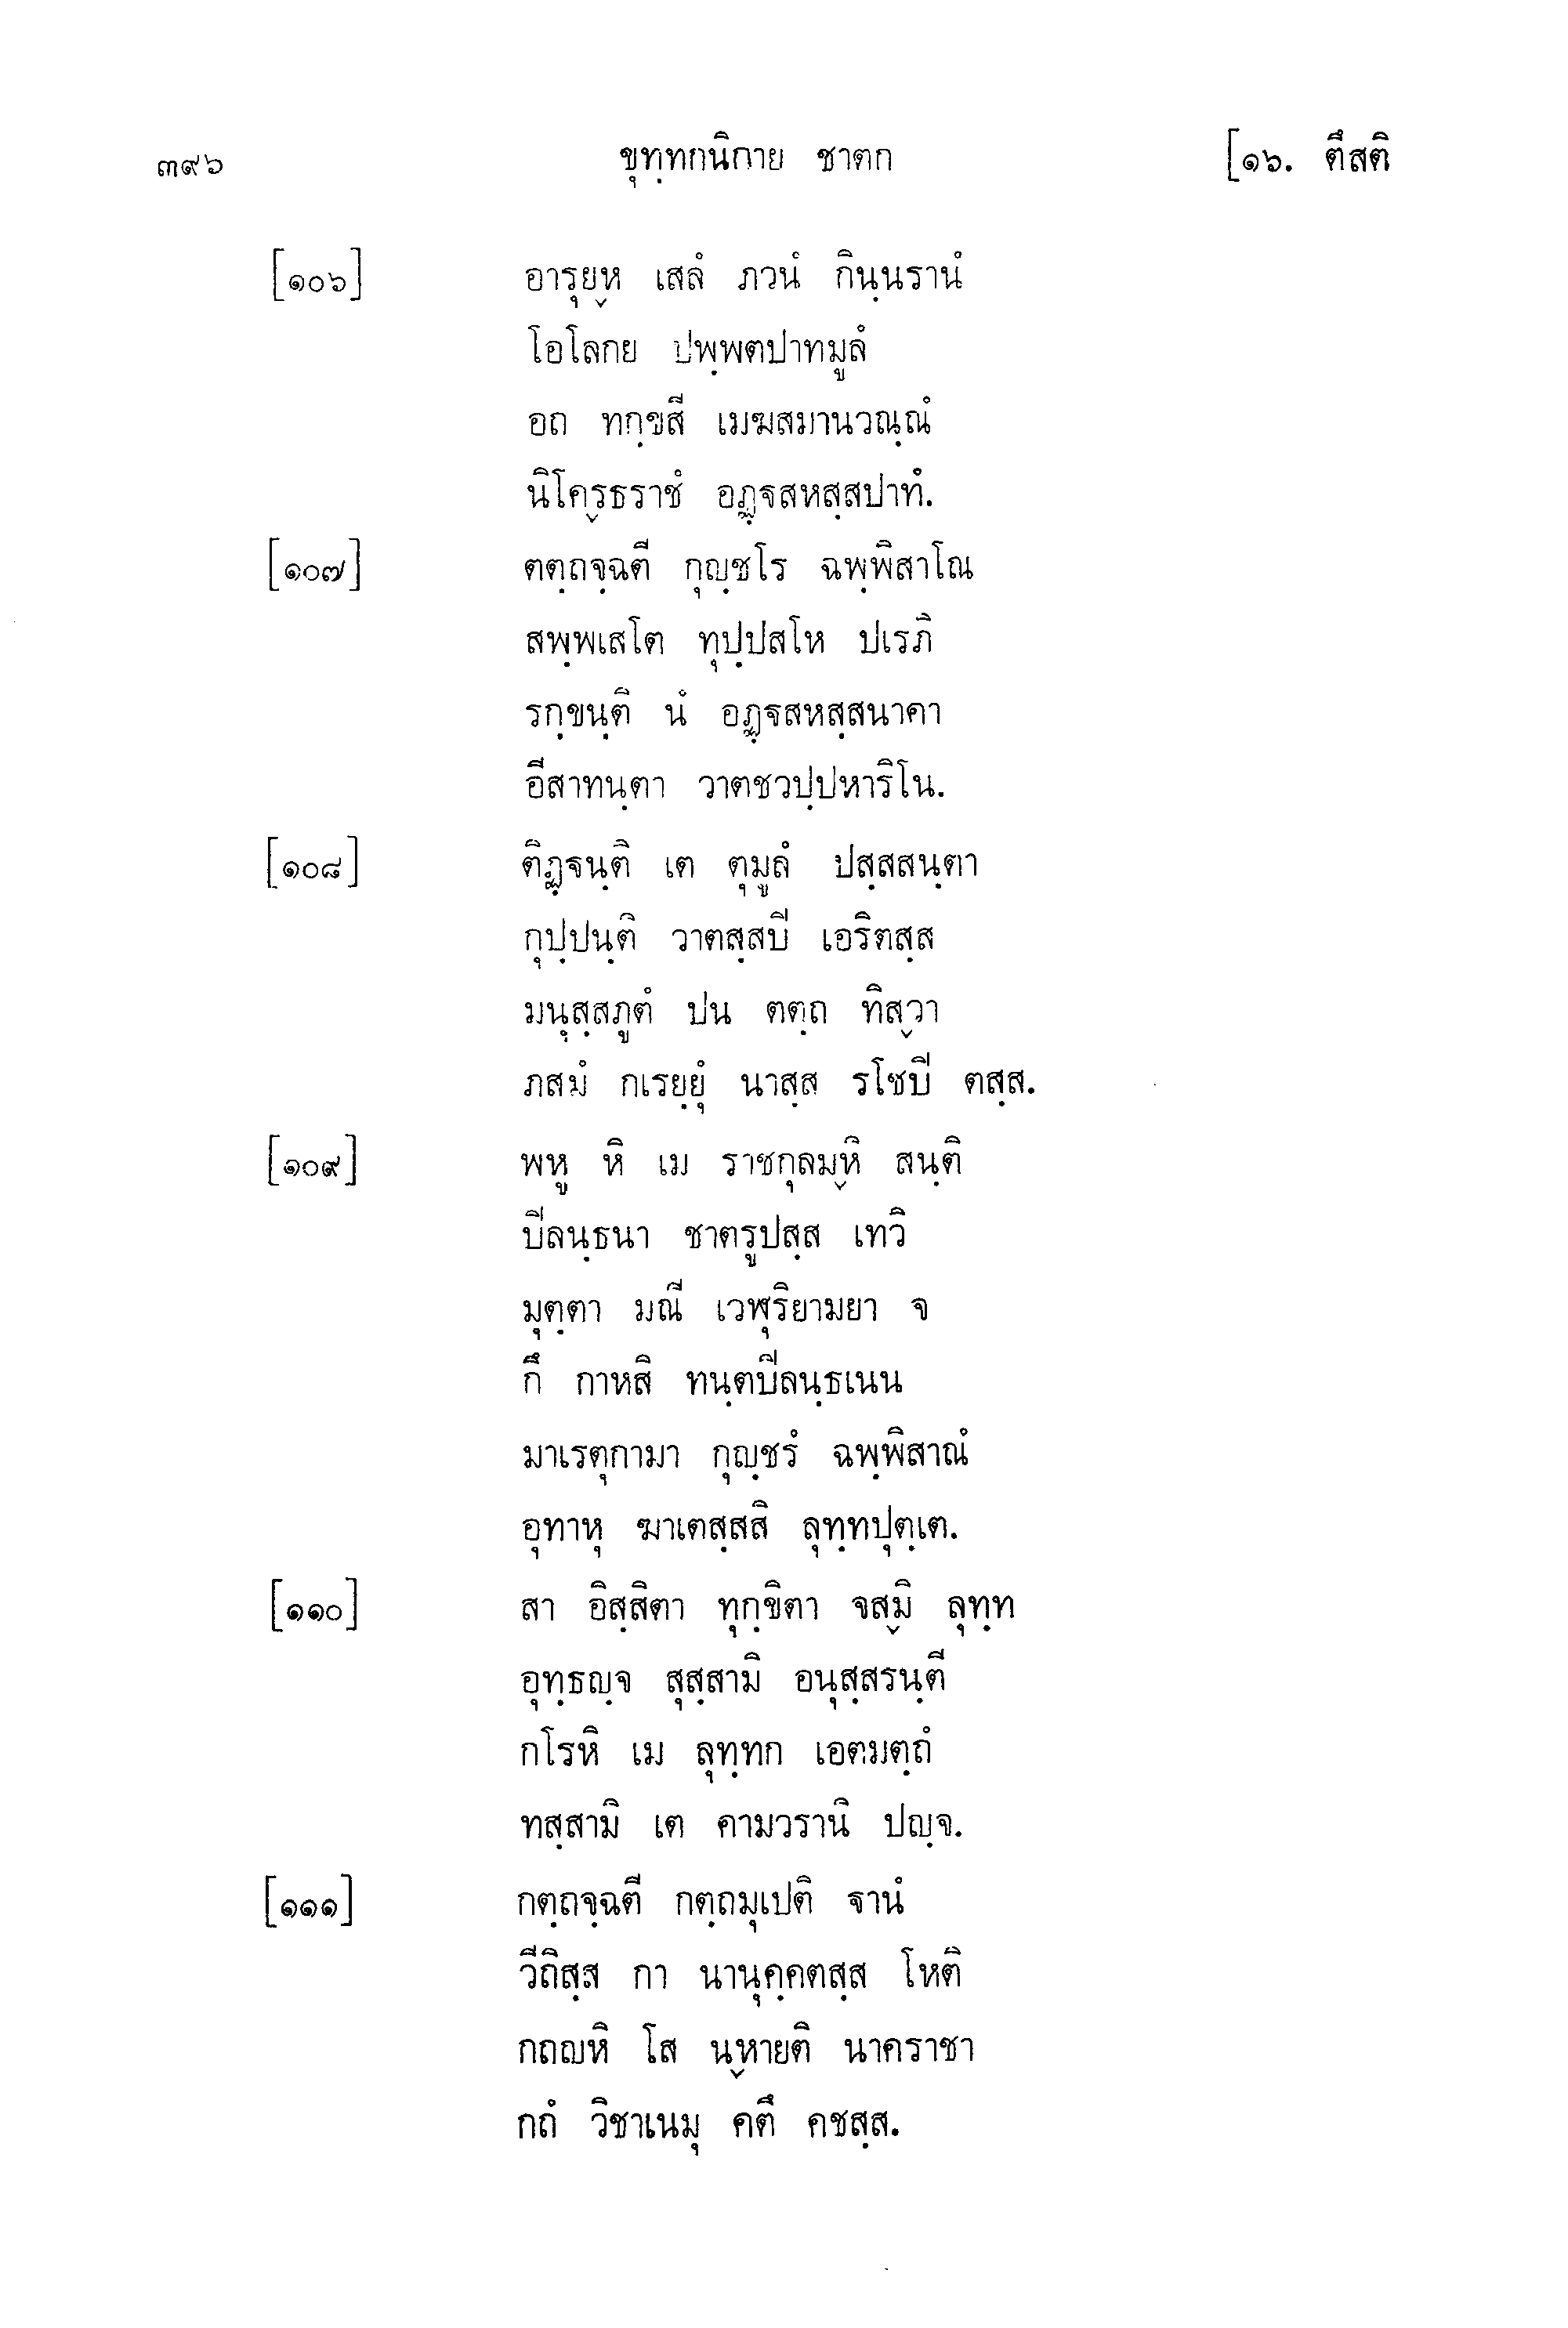 ๓๙๖ ขุทฺทกนิกาย ชาตก [๑๖. ตึสติ
[๑๐๖] อารุยฺห เสลํ ภวนํ กินฺนรานํ
โอโลกย ปพฺพตปาทมูลํ
อถ ทกฺขสี เมฆสมานวณฺณํ
นิโคฺรธราชํ อฏฺฐสหสฺสปาทํ.
[๑๐๗] ตตฺถจฺฉตี กุญฺชโร ฉพฺพิสาโณ
สพฺพเสโต ทุปฺปสโห ปเรภิ
รกฺขนฺติ นํ อฏฺฐสหสฺสนาคา
อีสาทนฺตา วาตชวปฺปหาริโน.
[๑๐๘] ติฏฺฐนฺติ เต ตุมูลํ ปสฺสสนฺตา
กุปฺปนฺติ วาตสฺสปี เอริตสฺส
มนุสฺสภูตํ ปน ตตฺถ ทิสฺวา
ภสมํ กเรยฺยุํ นาสฺส รโชปี ตสฺส.
[๑๐๙] พหู หิ เม ราชกุลมฺหิ สนฺติ
ปีลนฺธนา ชาตรูปสฺส เทวิ
มุตฺตา มณี เวฬุริยามยา จ
กึ กาหสิ ทนฺตปีลนฺธเนน
มาเรตุกามา กุญฺชรํ ฉพฺพิสาณํ
อุทาหุ ฆาเตสฺสสิ ลุทฺทปุตฺเต.
[๑๑๐] สา อิสฺสิตา ทุกฺขิตา จสฺมิ ลุทฺท
อุทฺธญฺจ สุสฺสามิ อนุสฺสรนฺตี
กโรหิ เม ลุทฺทก เอตมตฺถํ
ทสฺสามิ เต คามวรานิ ปญฺจ.
[๑๑๑] กตฺถจฺฉตี กตฺถมุเปติ ฐานํ
วีถิสฺส กา นานุคฺคตสฺส โหติ
กถญหิ โส นฺหายติ นาคราชา
กถํ วิชาเนมุ คตึ คชสฺส.